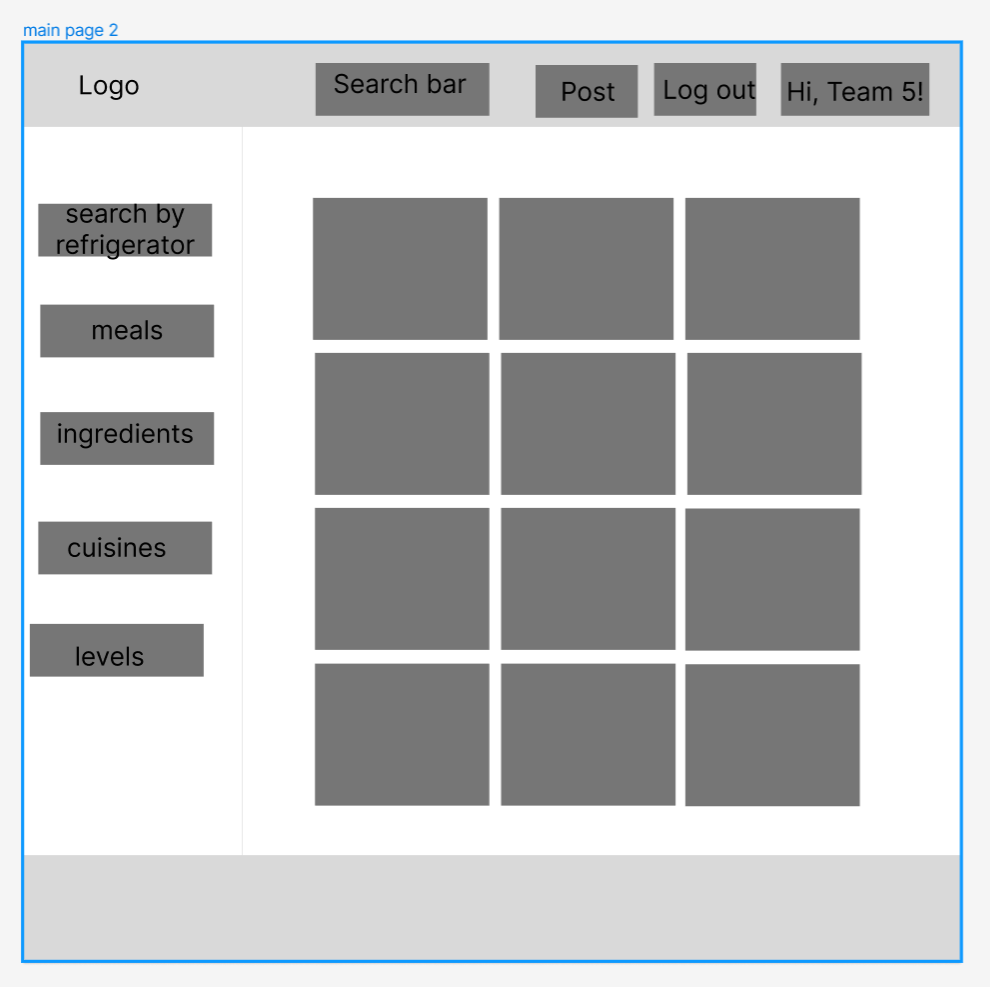 main page 2
Logo
Search bar
Post
Log out
Hi, Team 5!
search by
refrigerator
meals
ingredients
cuisines
levels